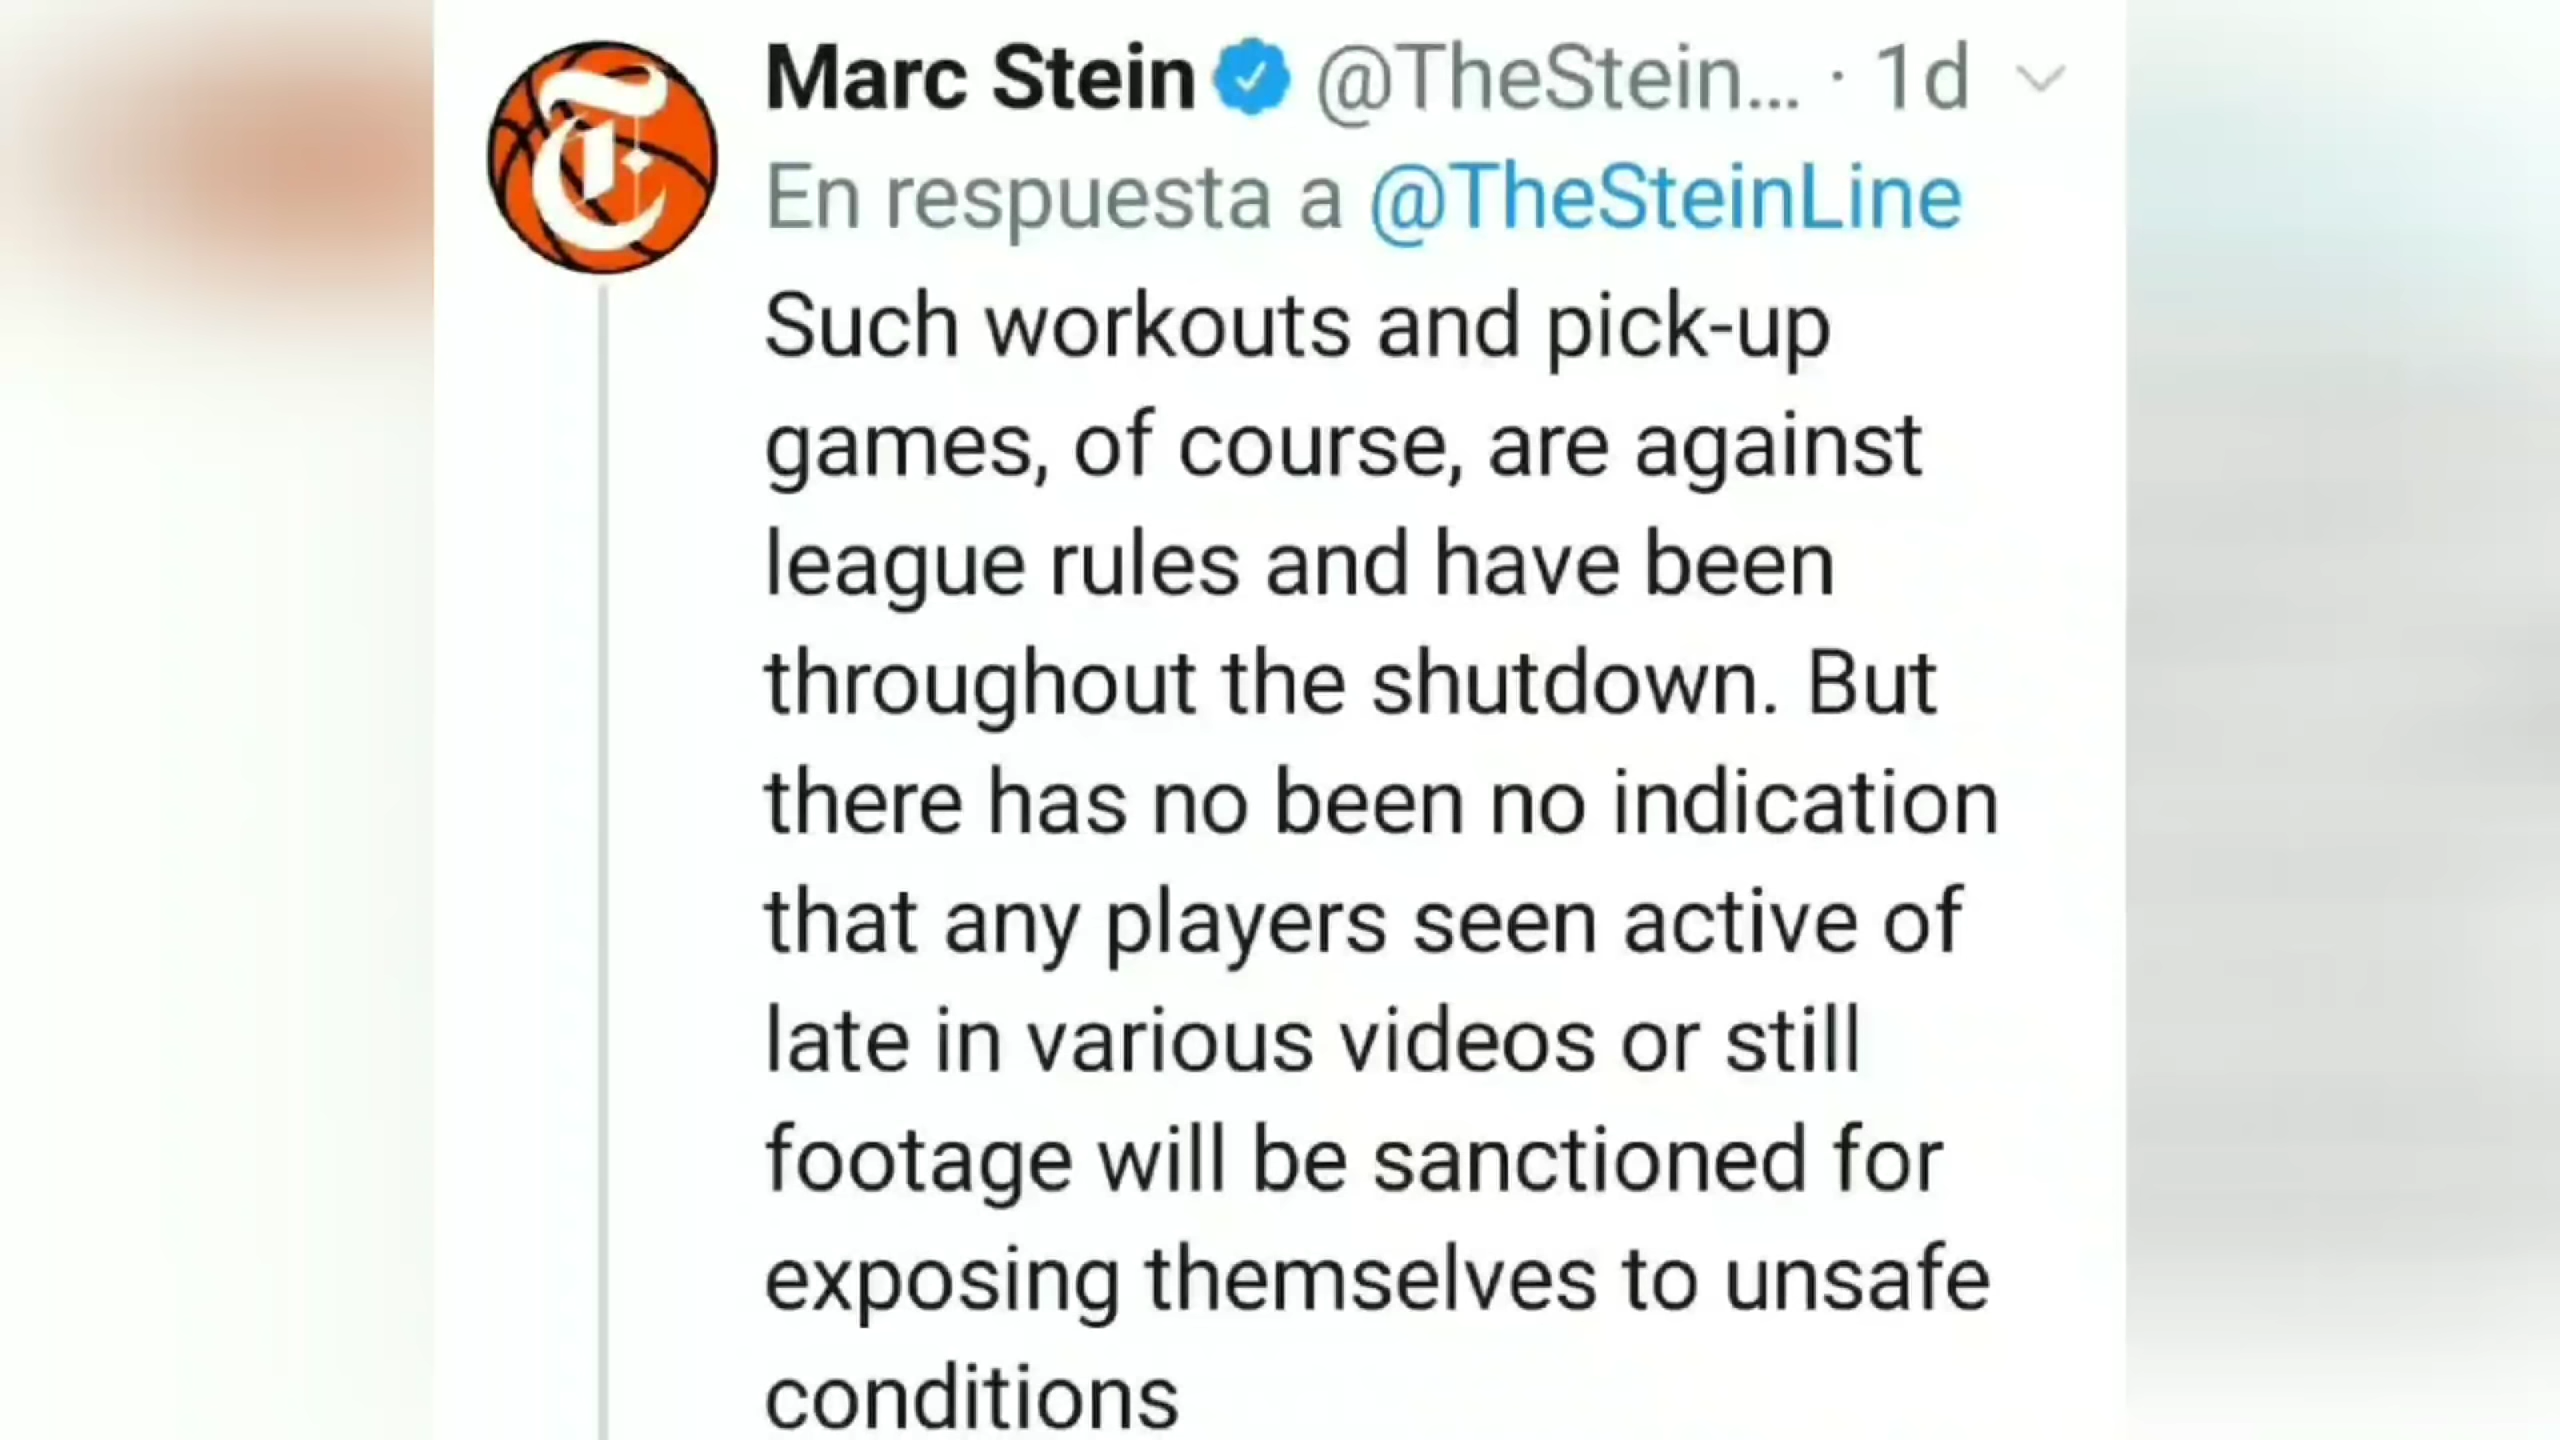 Marc Stein @TheStein... · 1d
En respuesta a @TheSteinLine
Such workouts and pick-up
games, of course, are against
league rules and have been
throughout the shutdown. But
there has no been no indication
that any players seen active of
late in various videos or still
footage will be sanctioned for
exposing themselves to unsafe
conditions